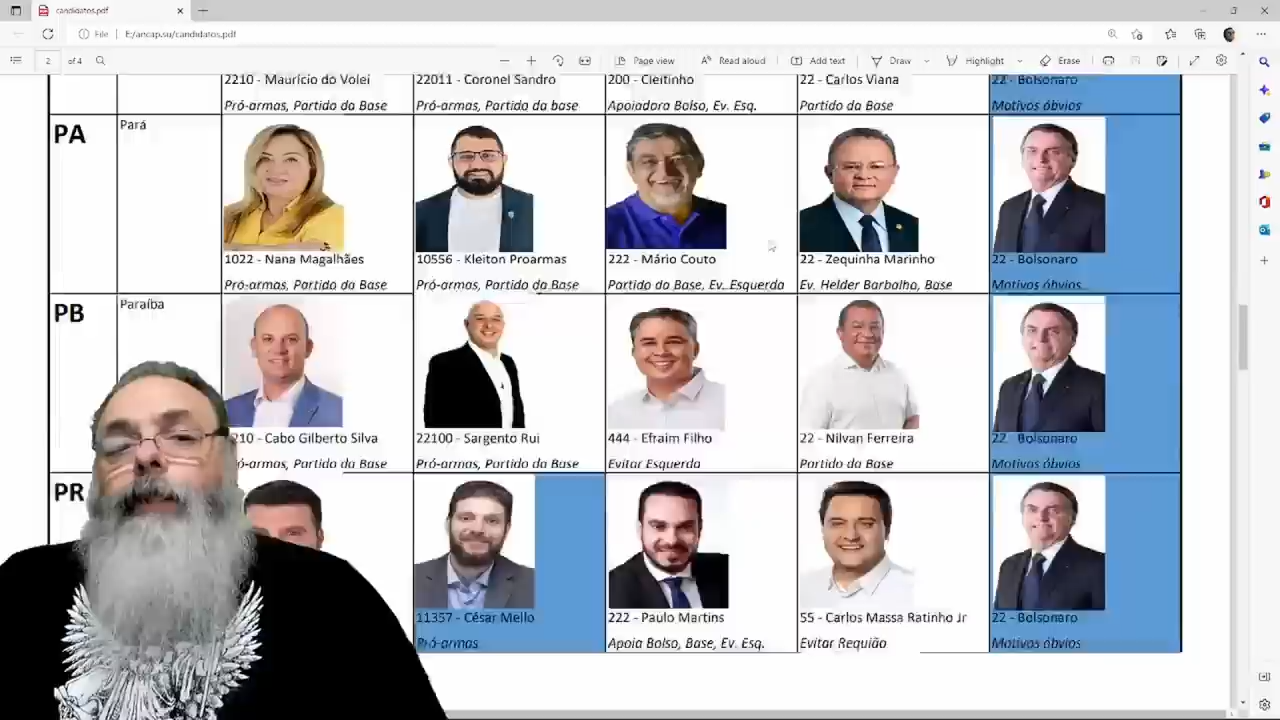 candidatos.pdf
File
E:/ancap.su/candidatos.pdf
2 of 4
Page view
Read aloud
Add text
Draw
Highlight
Erase
2210 - Maurício do Volei
22011 - Coronel Sandro
200 - Cleitinho
22 - Carlos Viana
22 - Bolsonaro
Pró-armas, Partido da Base
Pró-armas, Partido da base
Apoiadora Bolso, Ev. Esq.
Partido da Base
Motivos óbvios
PA
Pará
1022 - Nana Magalhães
10556 - Kleiton Proarmas
222 - Mário Couto
22 - Zequinha Marinho
22 - Bolsonaro
Pró-armas, Partido da Base
Pró-armas, Partido da Base
Partido da Base, Ev. Esquerda
Ev. Helder Barbalho, Base
Motivos óbvios
PB
Paraíba
210 - Cabo Gilberto Silva
22100 - Sargento Rui
444 - Efraim Filho
22 - Nilvan Ferreira
22 - Bolsonaro
ó-armas, Partido da Base
Pró-armas, Partido da Base
Evitar Esquerda
Partido da Base
Motivos óbvios
PR
11357 - César Mello
222 - Paulo Martins
55 - Carlos Massa Ratinho Jr
22 - Bolsonaro
Pró-armas
Apoia Bolso, Base, Ev. Esq.
Evitar Requião
Motivos óbvios